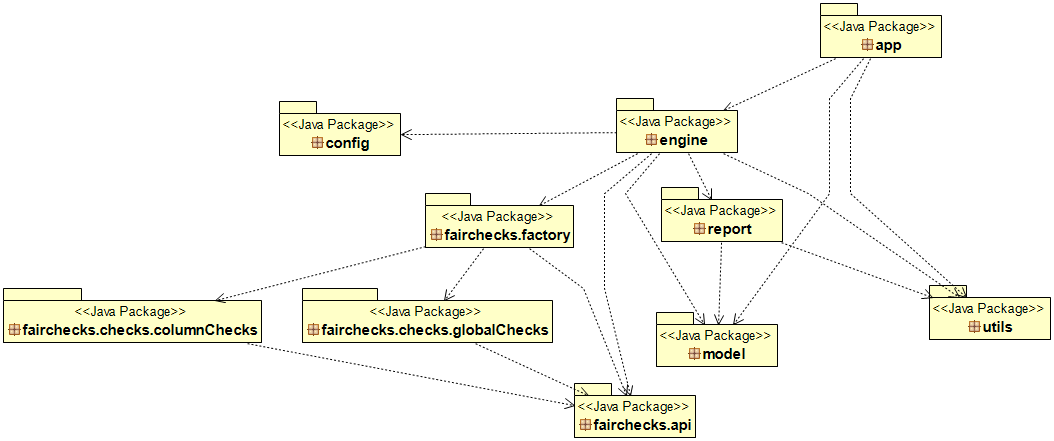 <<Java Package>>
app
<<Java Package>>
config
<<Java Package>>
engine
<<Java Package>>
fairchecks.factory
<<Java Package>>
report
<<Java Package>>
fairchecks.checks.columnChecks
<<Java Package>>
fairchecks.checks.globalChecks
<<Java Package>>
model
<<Java Package>>
utils
<<Java Package>>
fairchecks.api